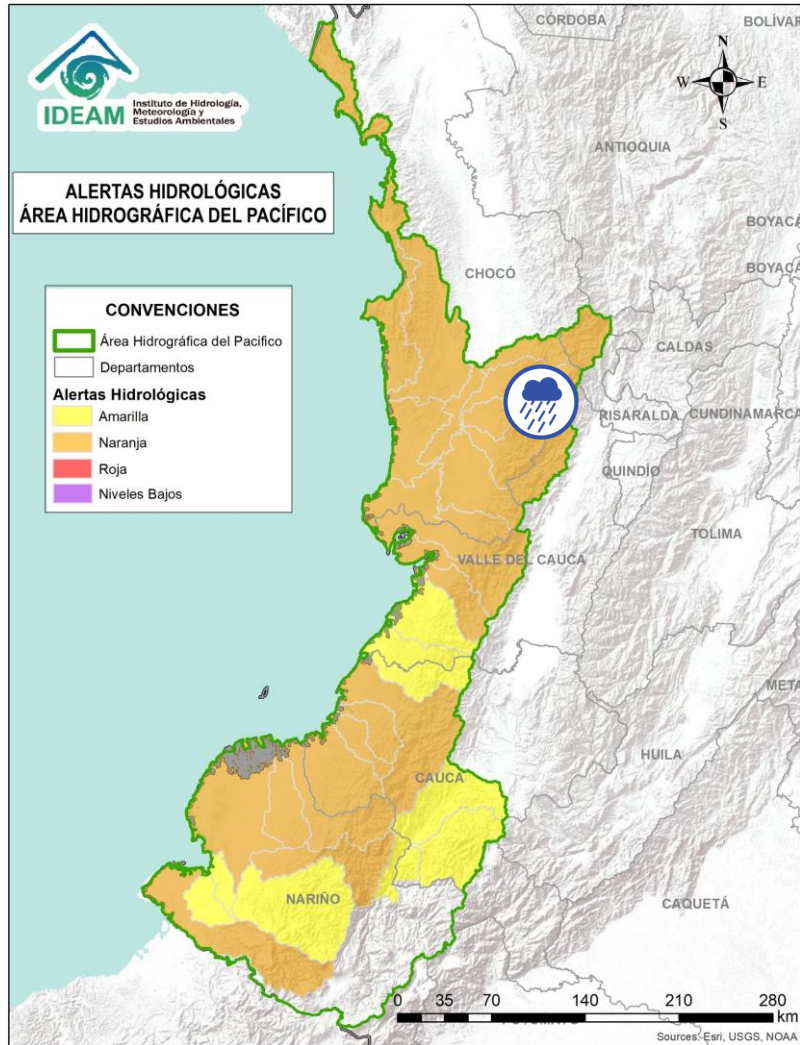 CÓRDOBA
BOLÍVAR
N
W
E
S
IDEAM
Instituto de Hidrología,
Meteorología y
Estudios Ambientales
ANTIOQUIA
ALERTAS HIDROLÓGICAS
ÁREA HIDROGRÁFICA DEL PACÍFICO
BOYACÁ
BOYACÁ
CHOCÓ
CONVENCIONES
Área Hidrográfica del Pacifico
Departamentos
Alertas Hidrológicas
Amarilla
Naranja
Roja
Niveles Bajos
CALDAS
RISARALDA
CUNDINAMARCA
QUINDÍO
TOLIMA
VALLE DEL CAUCA
META
HUILA
CAUCA
NARIÑO
CAQUETÁ
0 35 70 140 210 280
km
Sources: Esri, USGS, NOAA